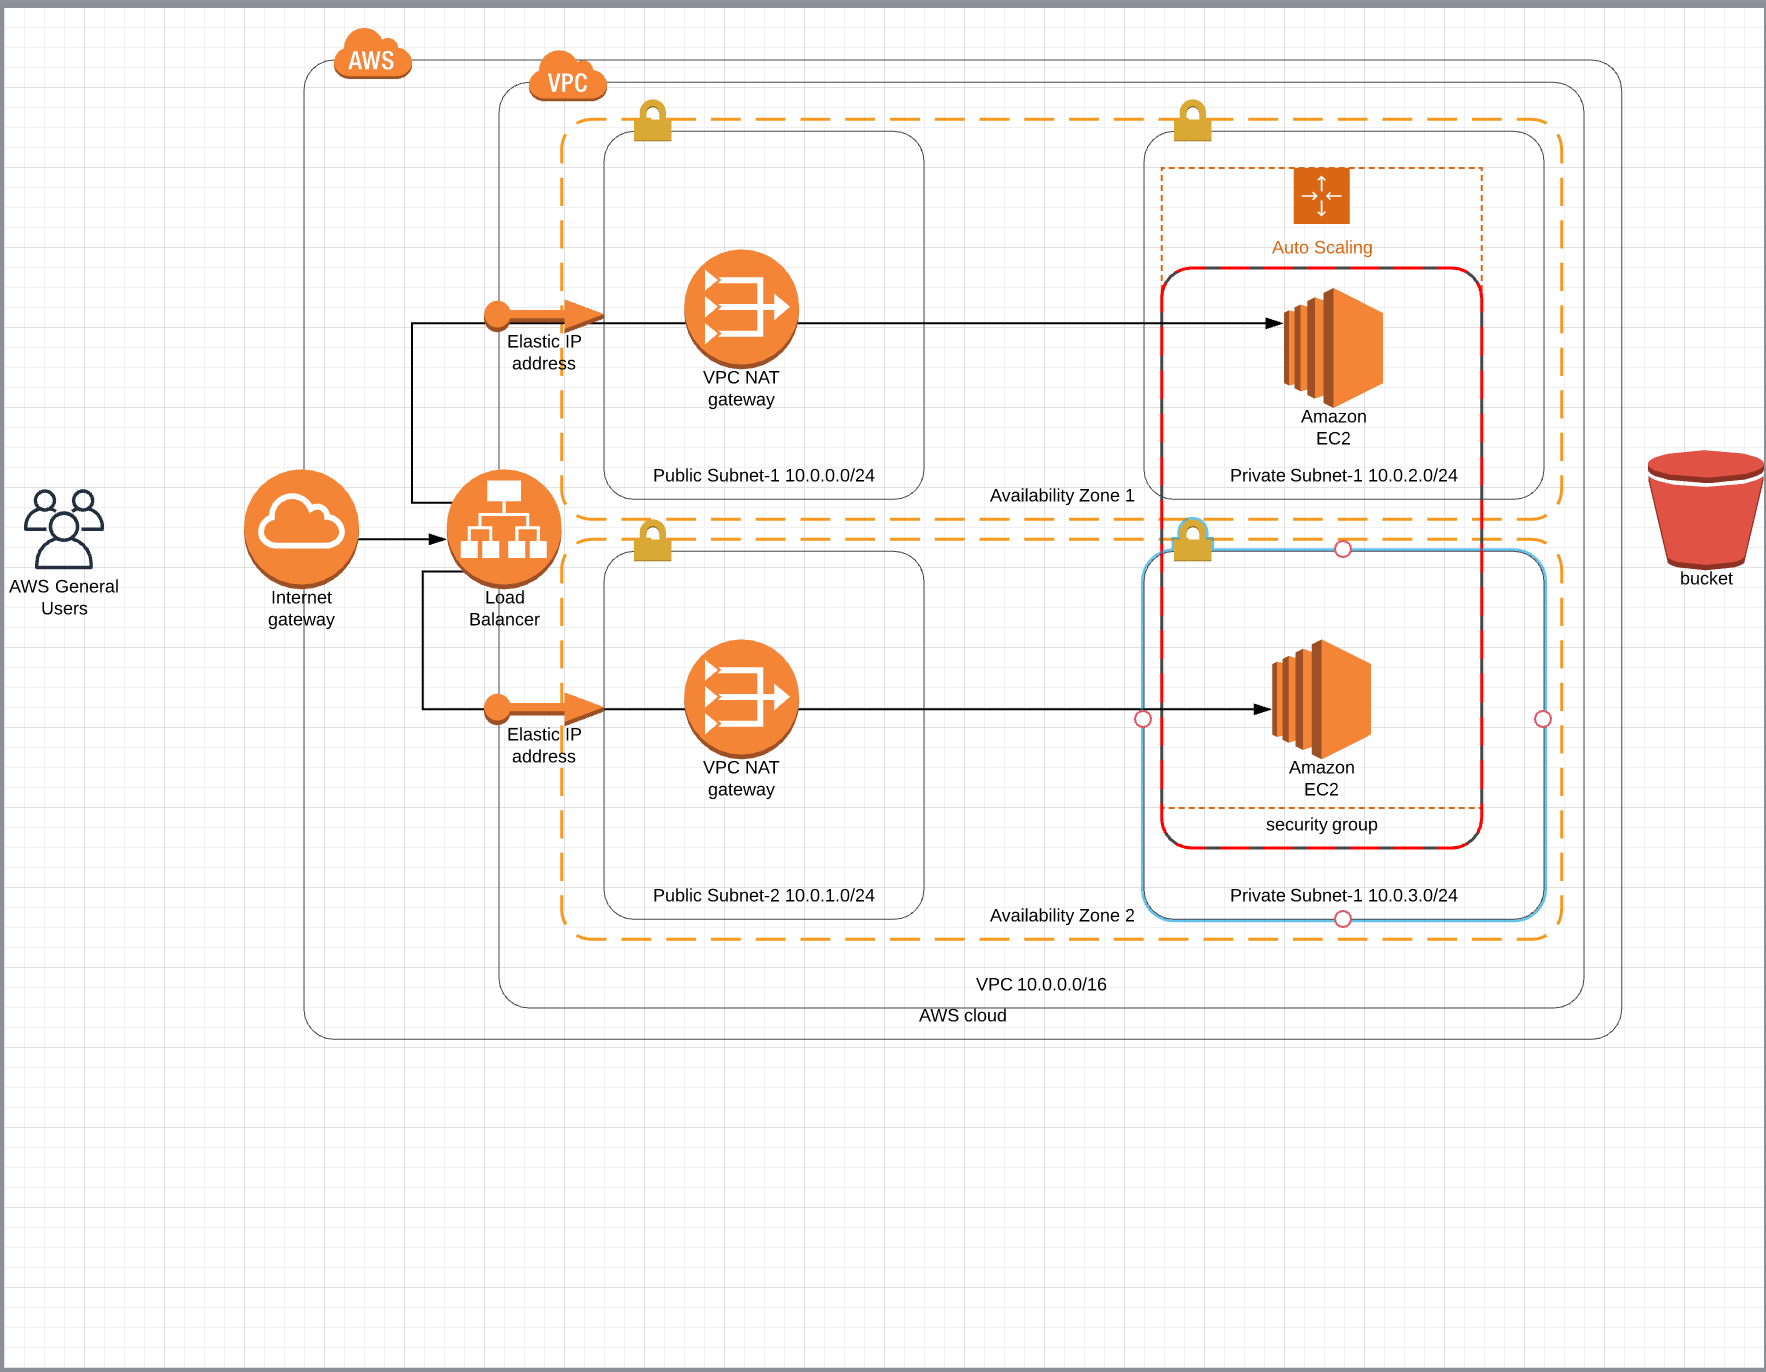 AWS
VPC
Auto Scaling
Elastic IP
address
VPC NAT
gateway
Amazon
EC2
Public Subnet-1 10.0.0.0/24
Private Subnet-1 10.0.2.0/24
Availability Zone 1
AWS General
Users
Internet
gateway
Load
Balancer
bucket
Elastic IP
address
VPC NAT
gateway
Amazon
EC2
security group
Public Subnet-2 10.0.1.0/24
Private Subnet-1 10.0.3.0/24
Availability Zone 2
VPC 10.0.0.0/16
AWS cloud